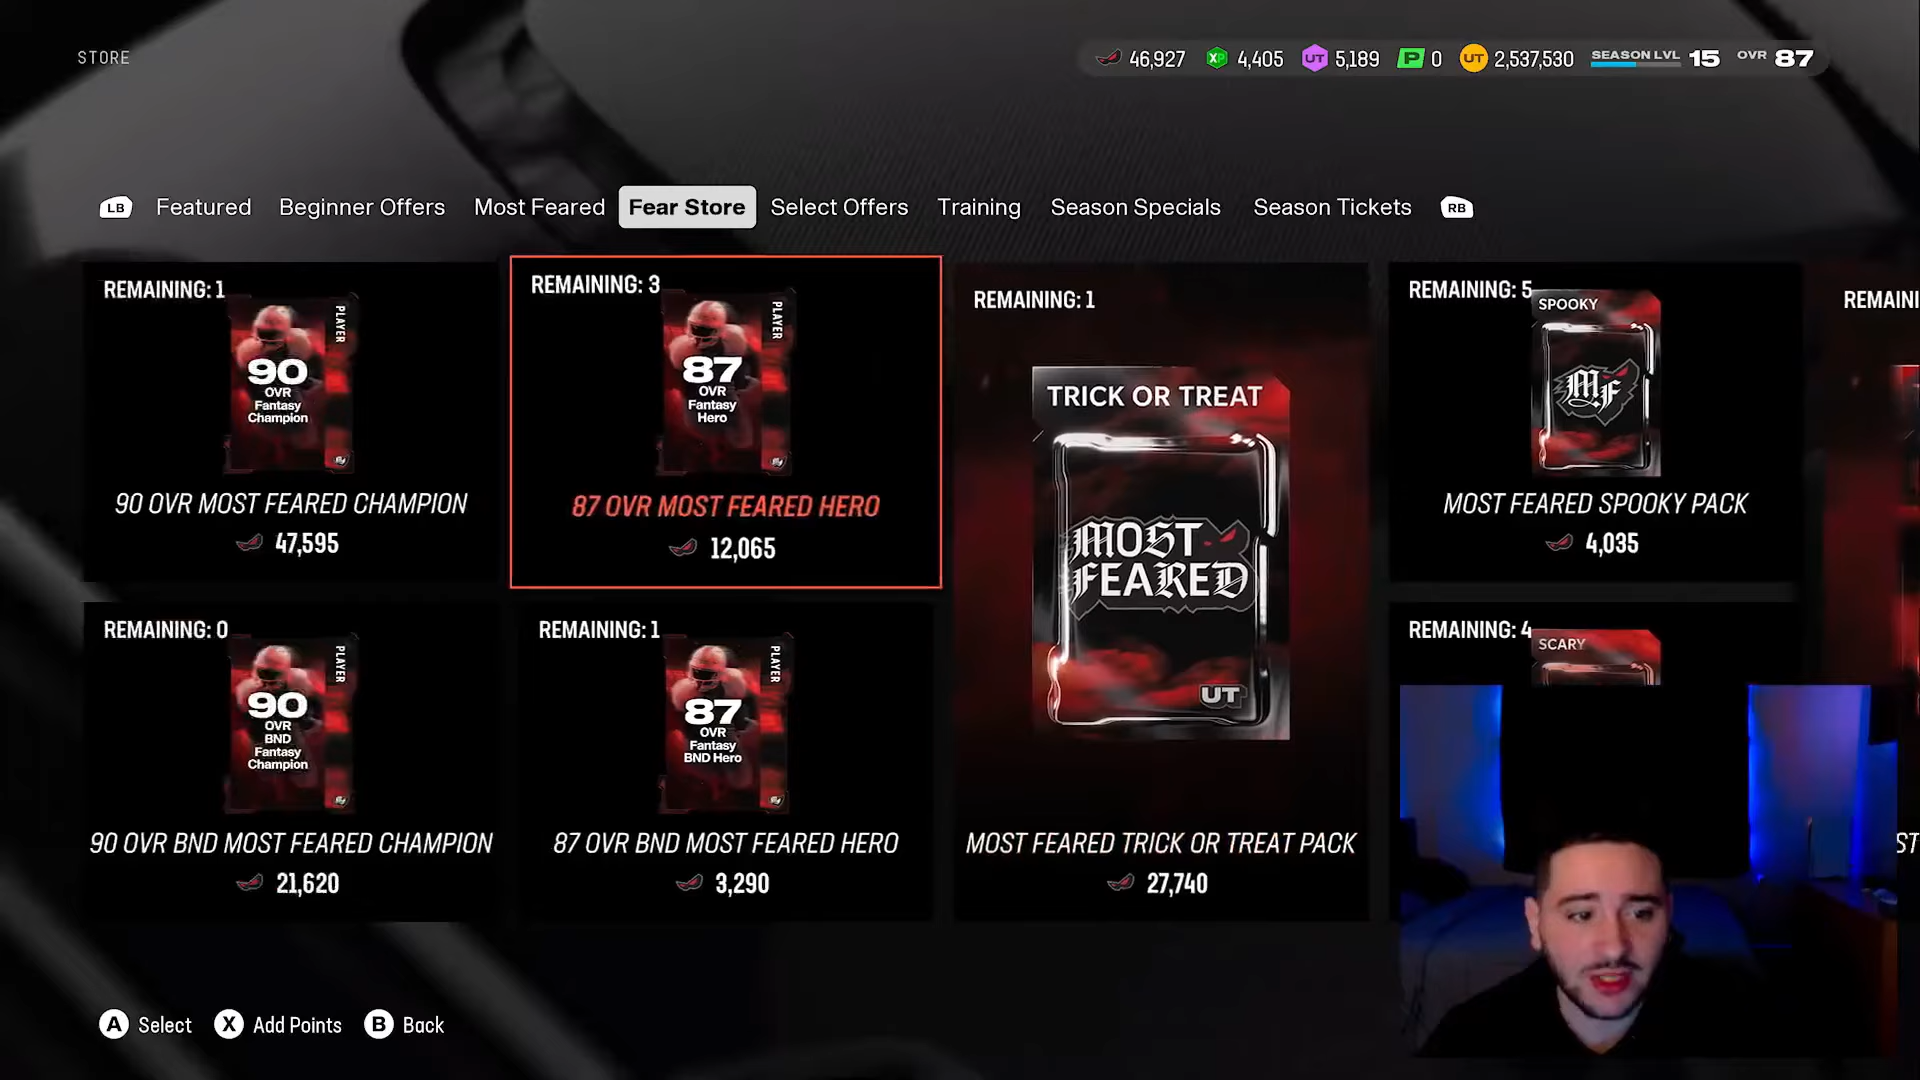 STORE
46,927 XP 4,405 UT 5,189 P 0 UT 2,537,530 SEASON LVL 15 OVR 87
LB Featured Beginner Offers Most Feared Fear Store Select Offers Training Season Specials Season Tickets RB
REMAINING: 1
PLAYER
90
OVR
Fantasy
Champion
90 OVR MOST FEARED CHAMPION
47,595
REMAINING: 3
PLAYER
87
OVR
Fantasy
Hero
87 OVR MOST FEARED HERO
12,065
REMAINING: 1
TRICK OR TREAT
MOST
FEARED
UT
MOST FEARED TRICK OR TREAT PACK
27,740
REMAINING: 5
SPOOKY
MF
MOST FEARED SPOOKY PACK
4,035
REMAINING: 0
PLAYER
90
OVR
BND
Fantasy
Champion
90 OVR BND MOST FEARED CHAMPION
21,620
REMAINING: 1
PLAYER
87
OVR
Fantasy
BND Hero
87 OVR BND MOST FEARED HERO
3,290
REMAINING: 4
SCARY
REMAINI
ST
A Select X Add Points B Back